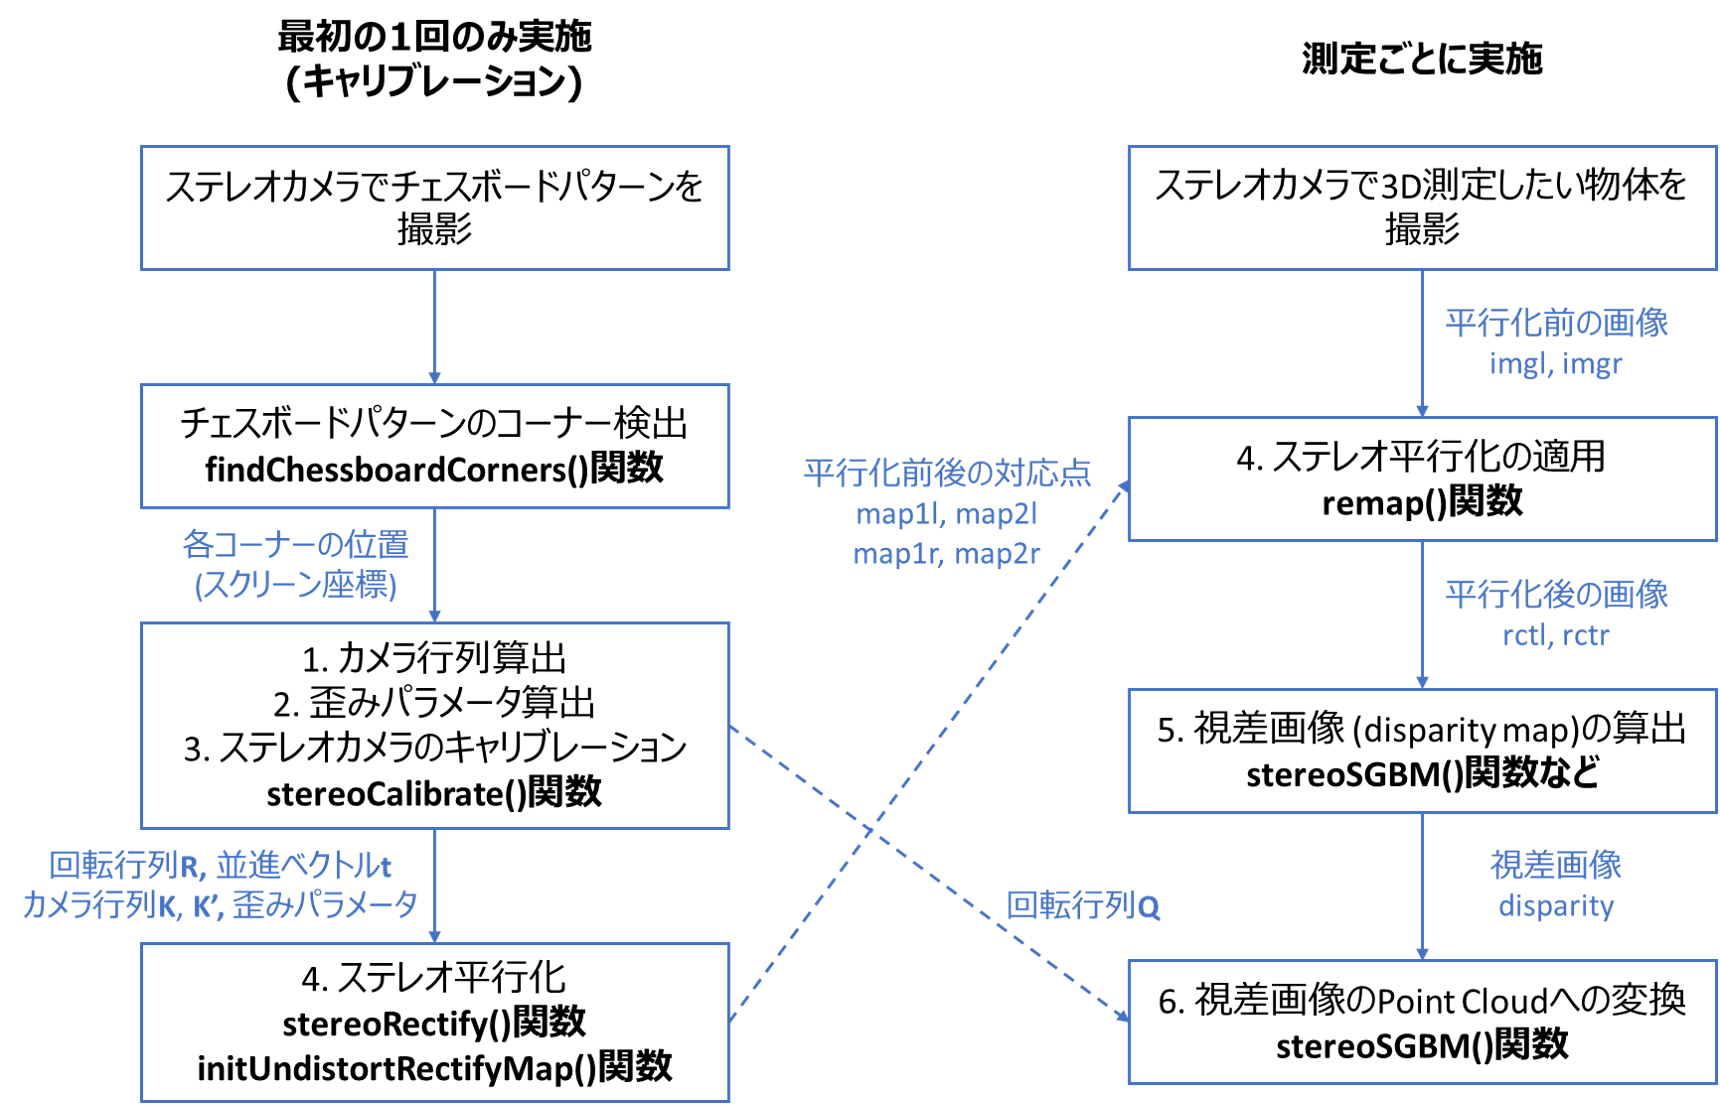 最初の1回のみ実施
(キャリブレーション)
ステレオカメラでチェスボードパターンを
撮影
チェスボードパターンのコーナー検出
findChessboardCorners()関数
各コーナーの位置
(スクリーン座標)
1. カメラ行列算出
2. 歪みパラメータ算出
3. ステレオカメラのキャリブレーション
stereoCalibrate()関数
回転行列R, 並進ベクトルt
カメラ行列K, K’, 歪みパラメータ
4. ステレオ平行化
stereoRectify()関数
initUndistortRectifyMap()関数
平行化前後の対応点
map1l, map2l
map1r, map2r
回転行列Q
測定ごとに実施
ステレオカメラで3D測定したい物体を
撮影
平行化前の画像
imgl, imgr
4. ステレオ平行化の適用
remap()関数
平行化後の画像
rctl, rctr
5. 視差画像 (disparity map)の算出
stereoSGBM()関数など
視差画像
disparity
6. 視差画像のPoint Cloudへの変換
stereoSGBM()関数